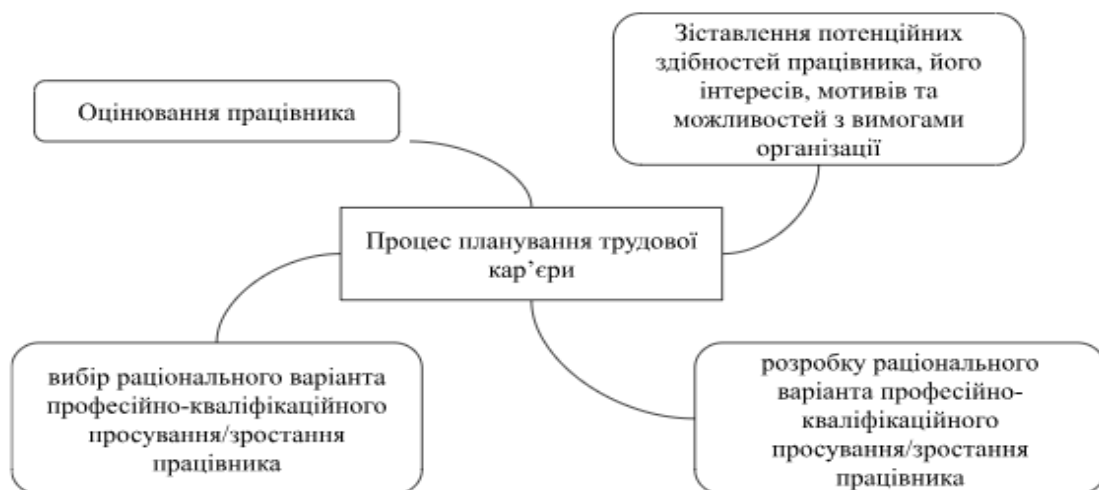 Оцінювання працівника
Зіставлення потенційних
здібностей працівника, його
інтересів, мотивів та
можливостей з вимогами
організації
Процес планування трудової
кар’єри
вибір раціонального варіанта
професійно-кваліфікаційного
просування/зростання
працівника
розробку раціонального
варіанта професійно-
кваліфікаційного
просування/зростання
працівника